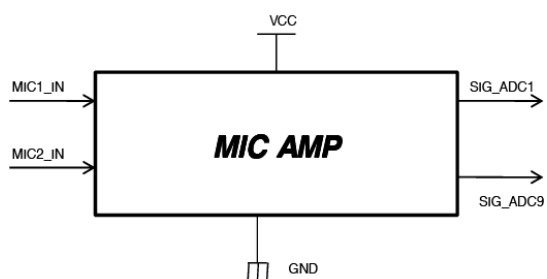 VCC
MIC1_IN
SIG_ADC1
MIC AMP
MIC2_IN
SIG_ADC9
GND